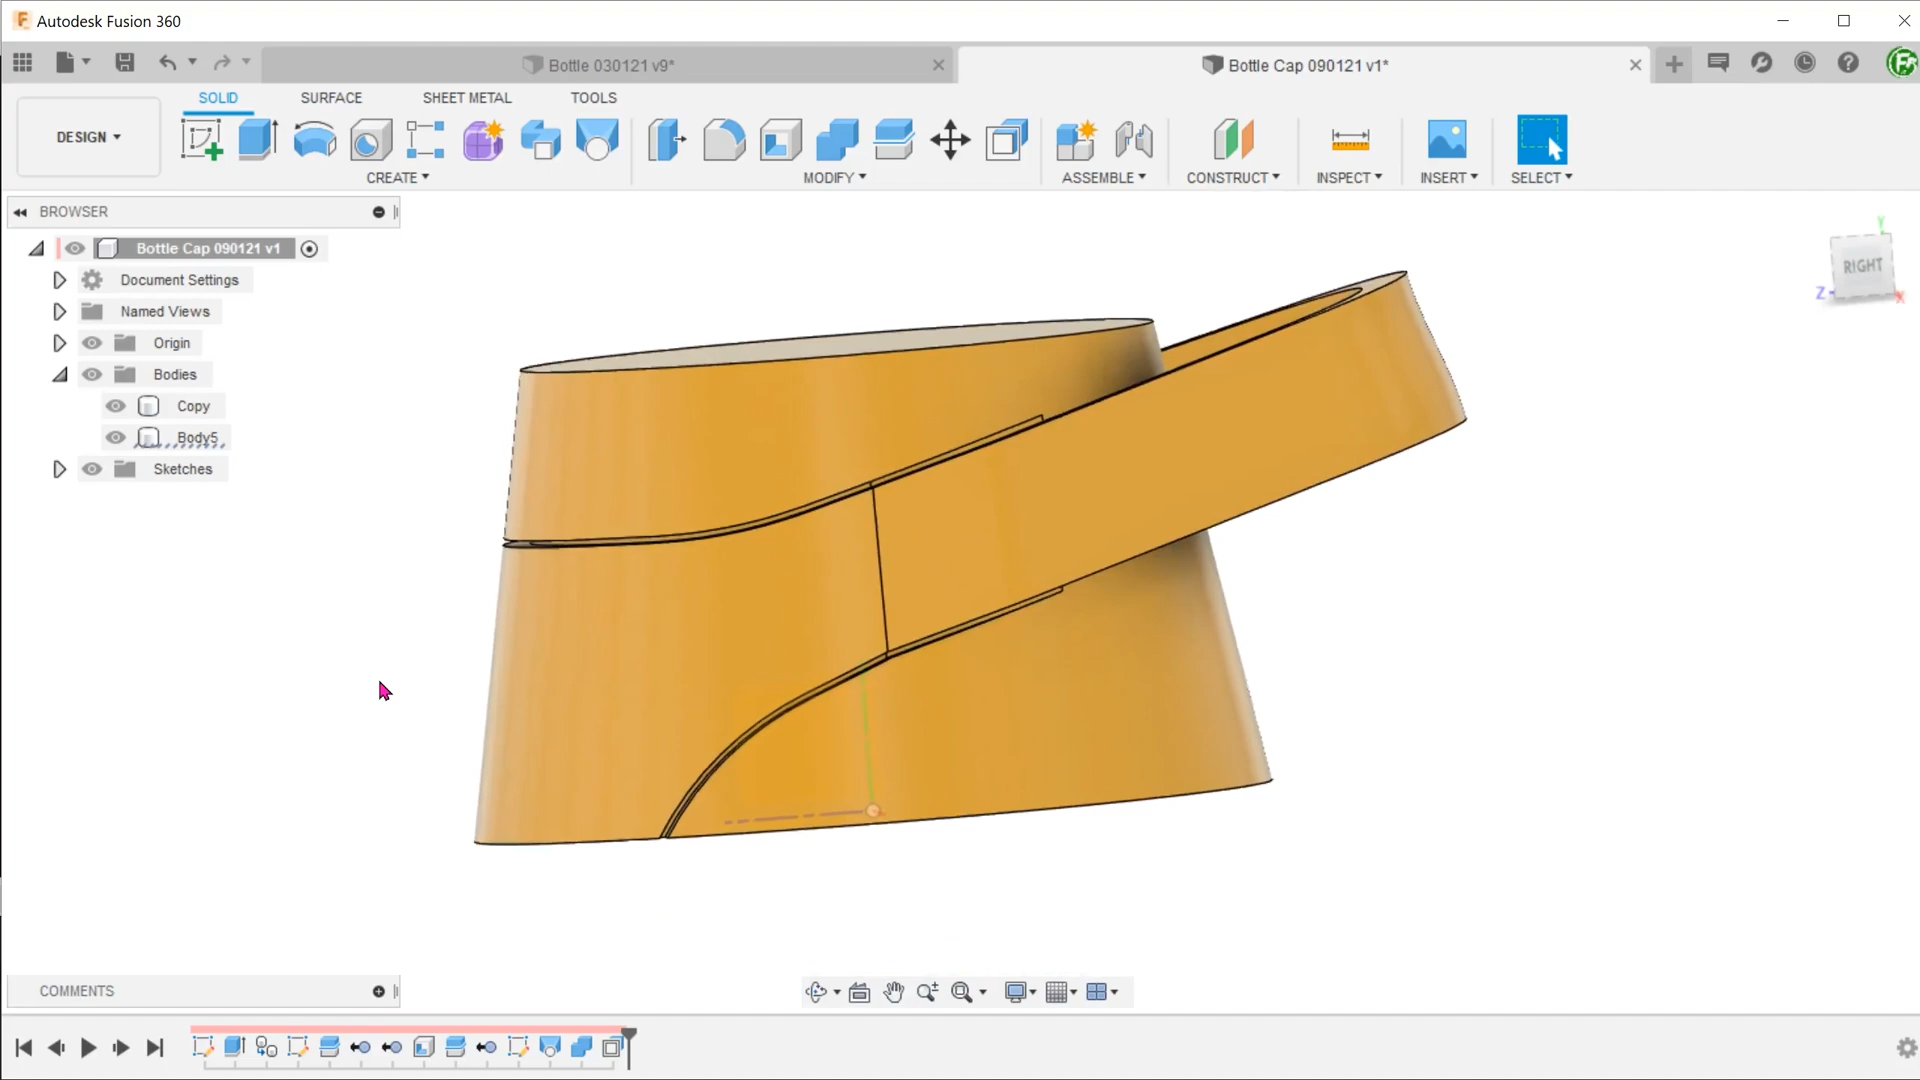 Autodesk Fusion 360
Bottle 030121 v9*
Bottle Cap 090121 v1*
SOLID SURFACE SHEET METAL TOOLS
DESIGN
CREATE MODIFY ASSEMBLE CONSTRUCT INSPECT INSERT SELECT
BROWSER
Bottle Cap 090121 v1
Document Settings
Named Views
Origin
Bodies
Copy
Body5
Sketches
Y
RIGHT
Z
X
COMMENTS